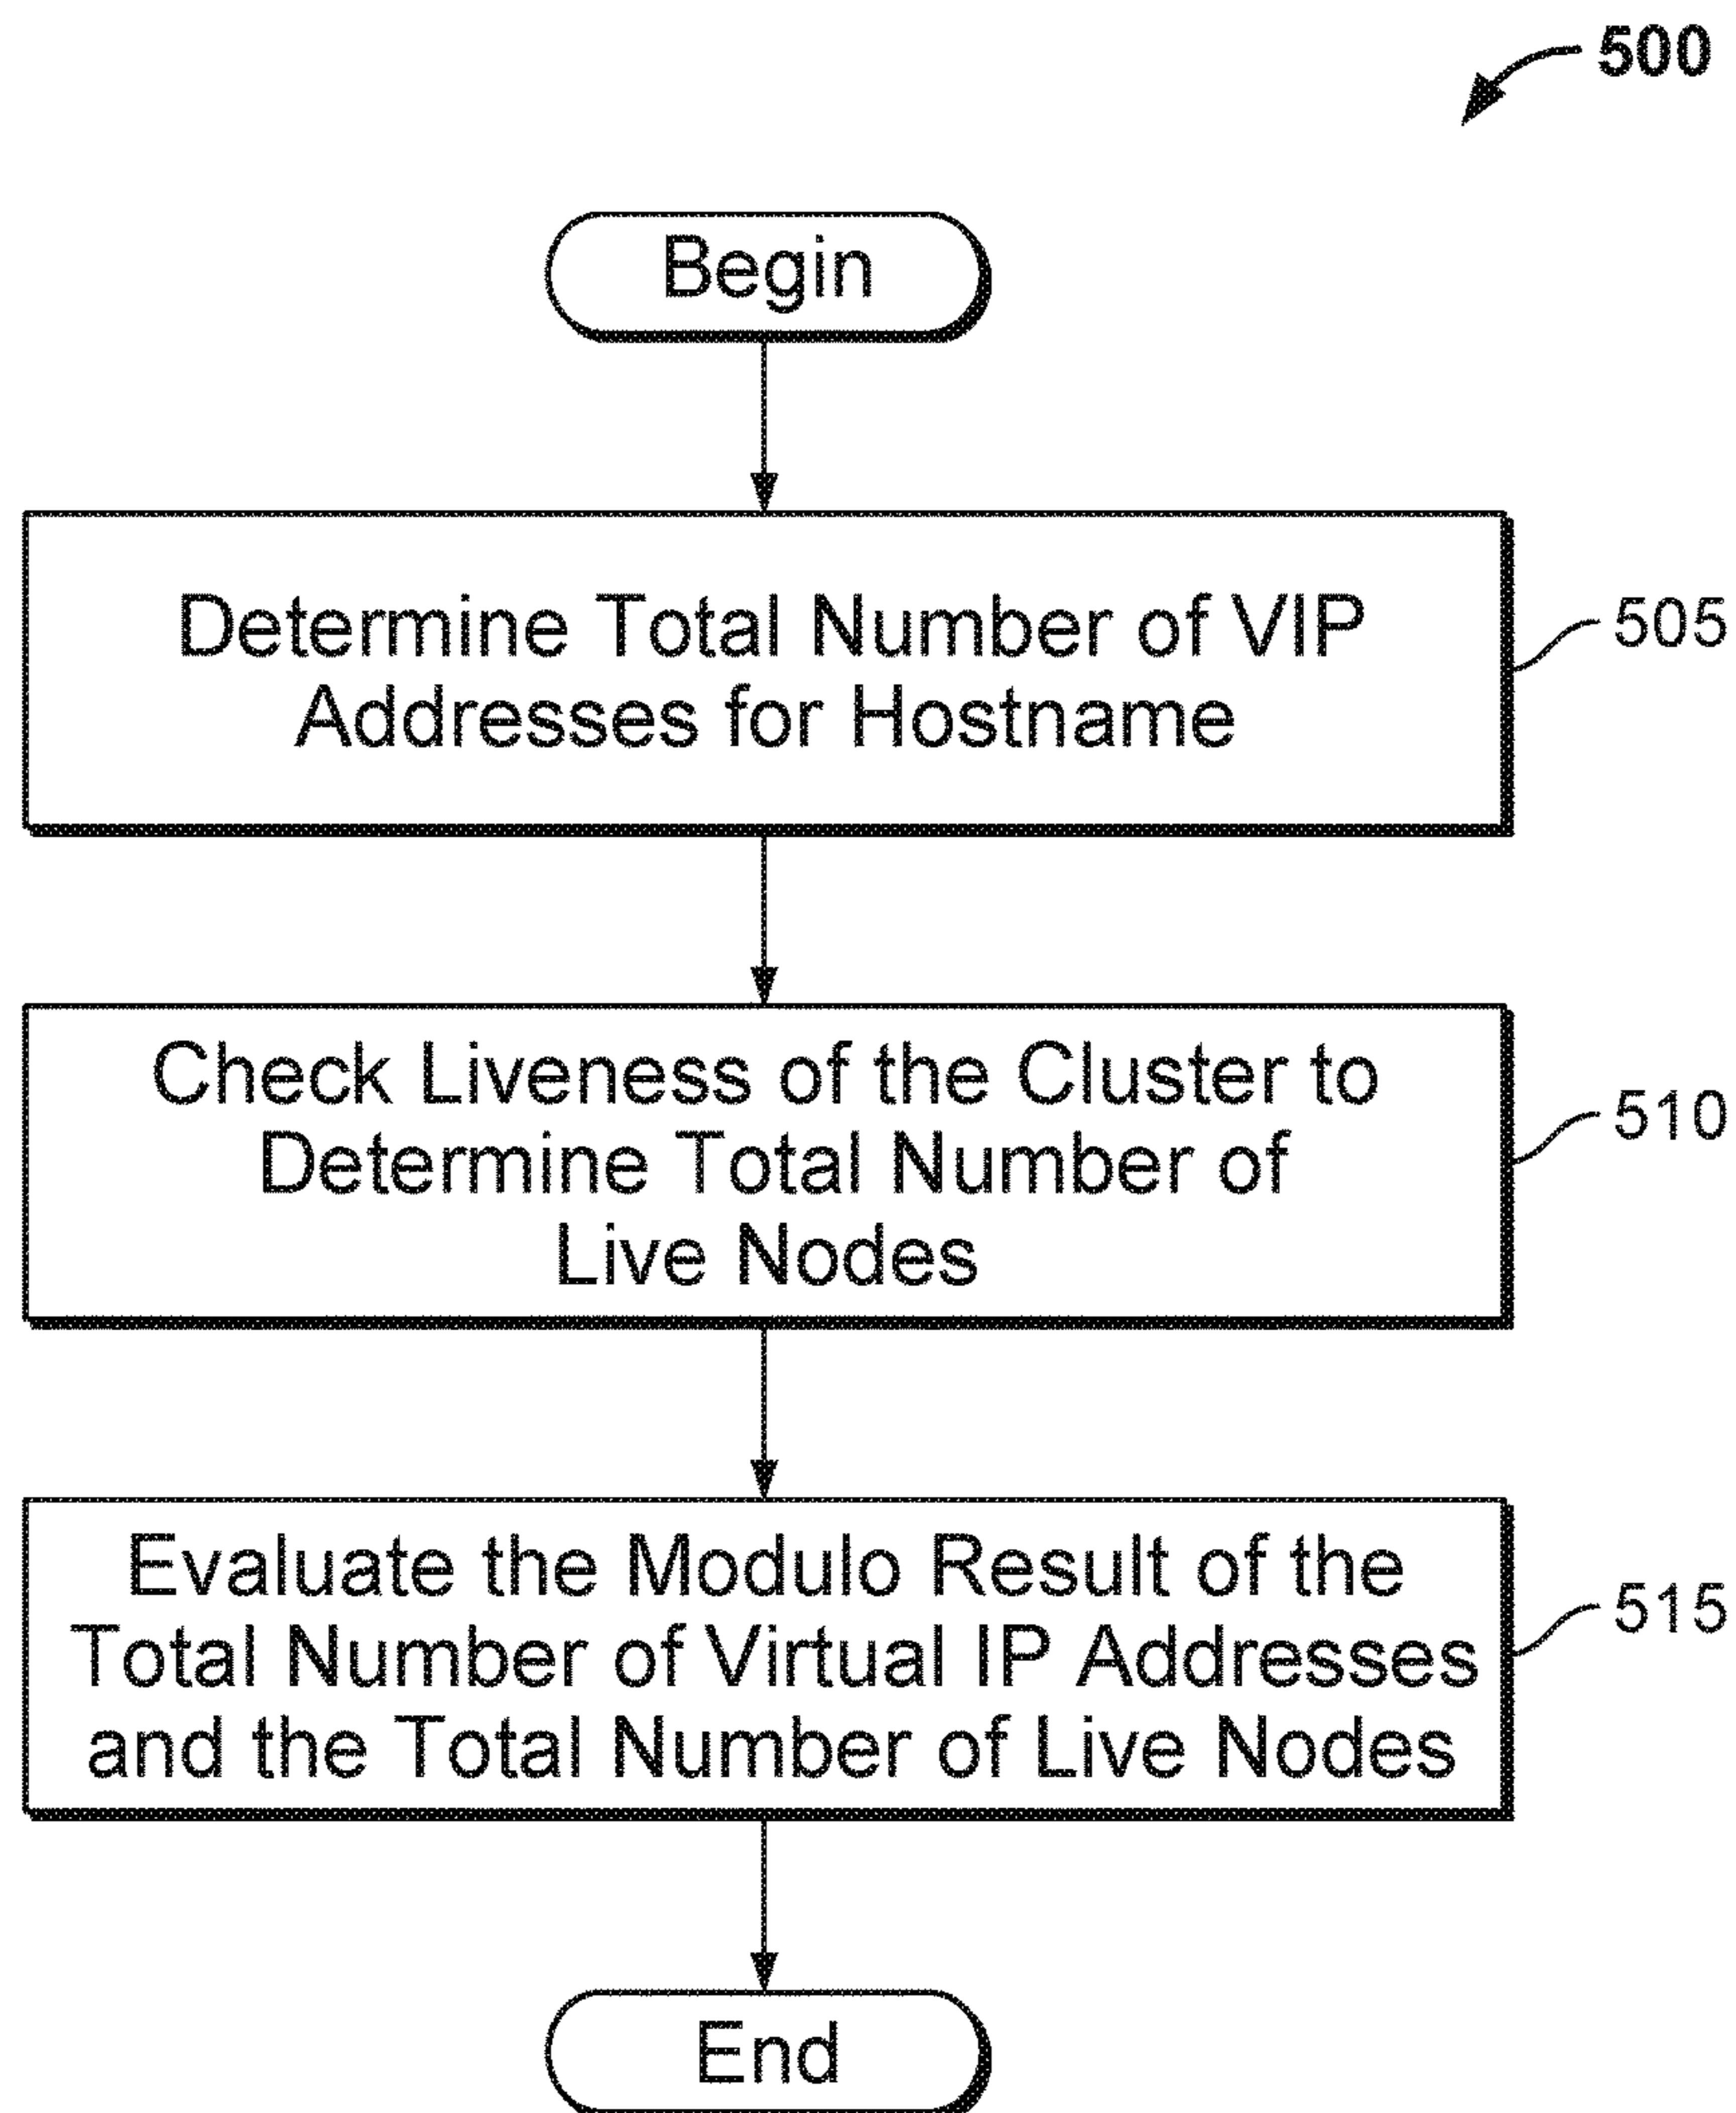 500
Begin
Determine Total Number of VIP
Addresses for Hostname
505
Check Liveness of the Cluster to
Determine Total Number of
Live Nodes
510
Evaluate the Modulo Result of the
Total Number of Virtual IP Addresses
and the Total Number of Live Nodes
515
End